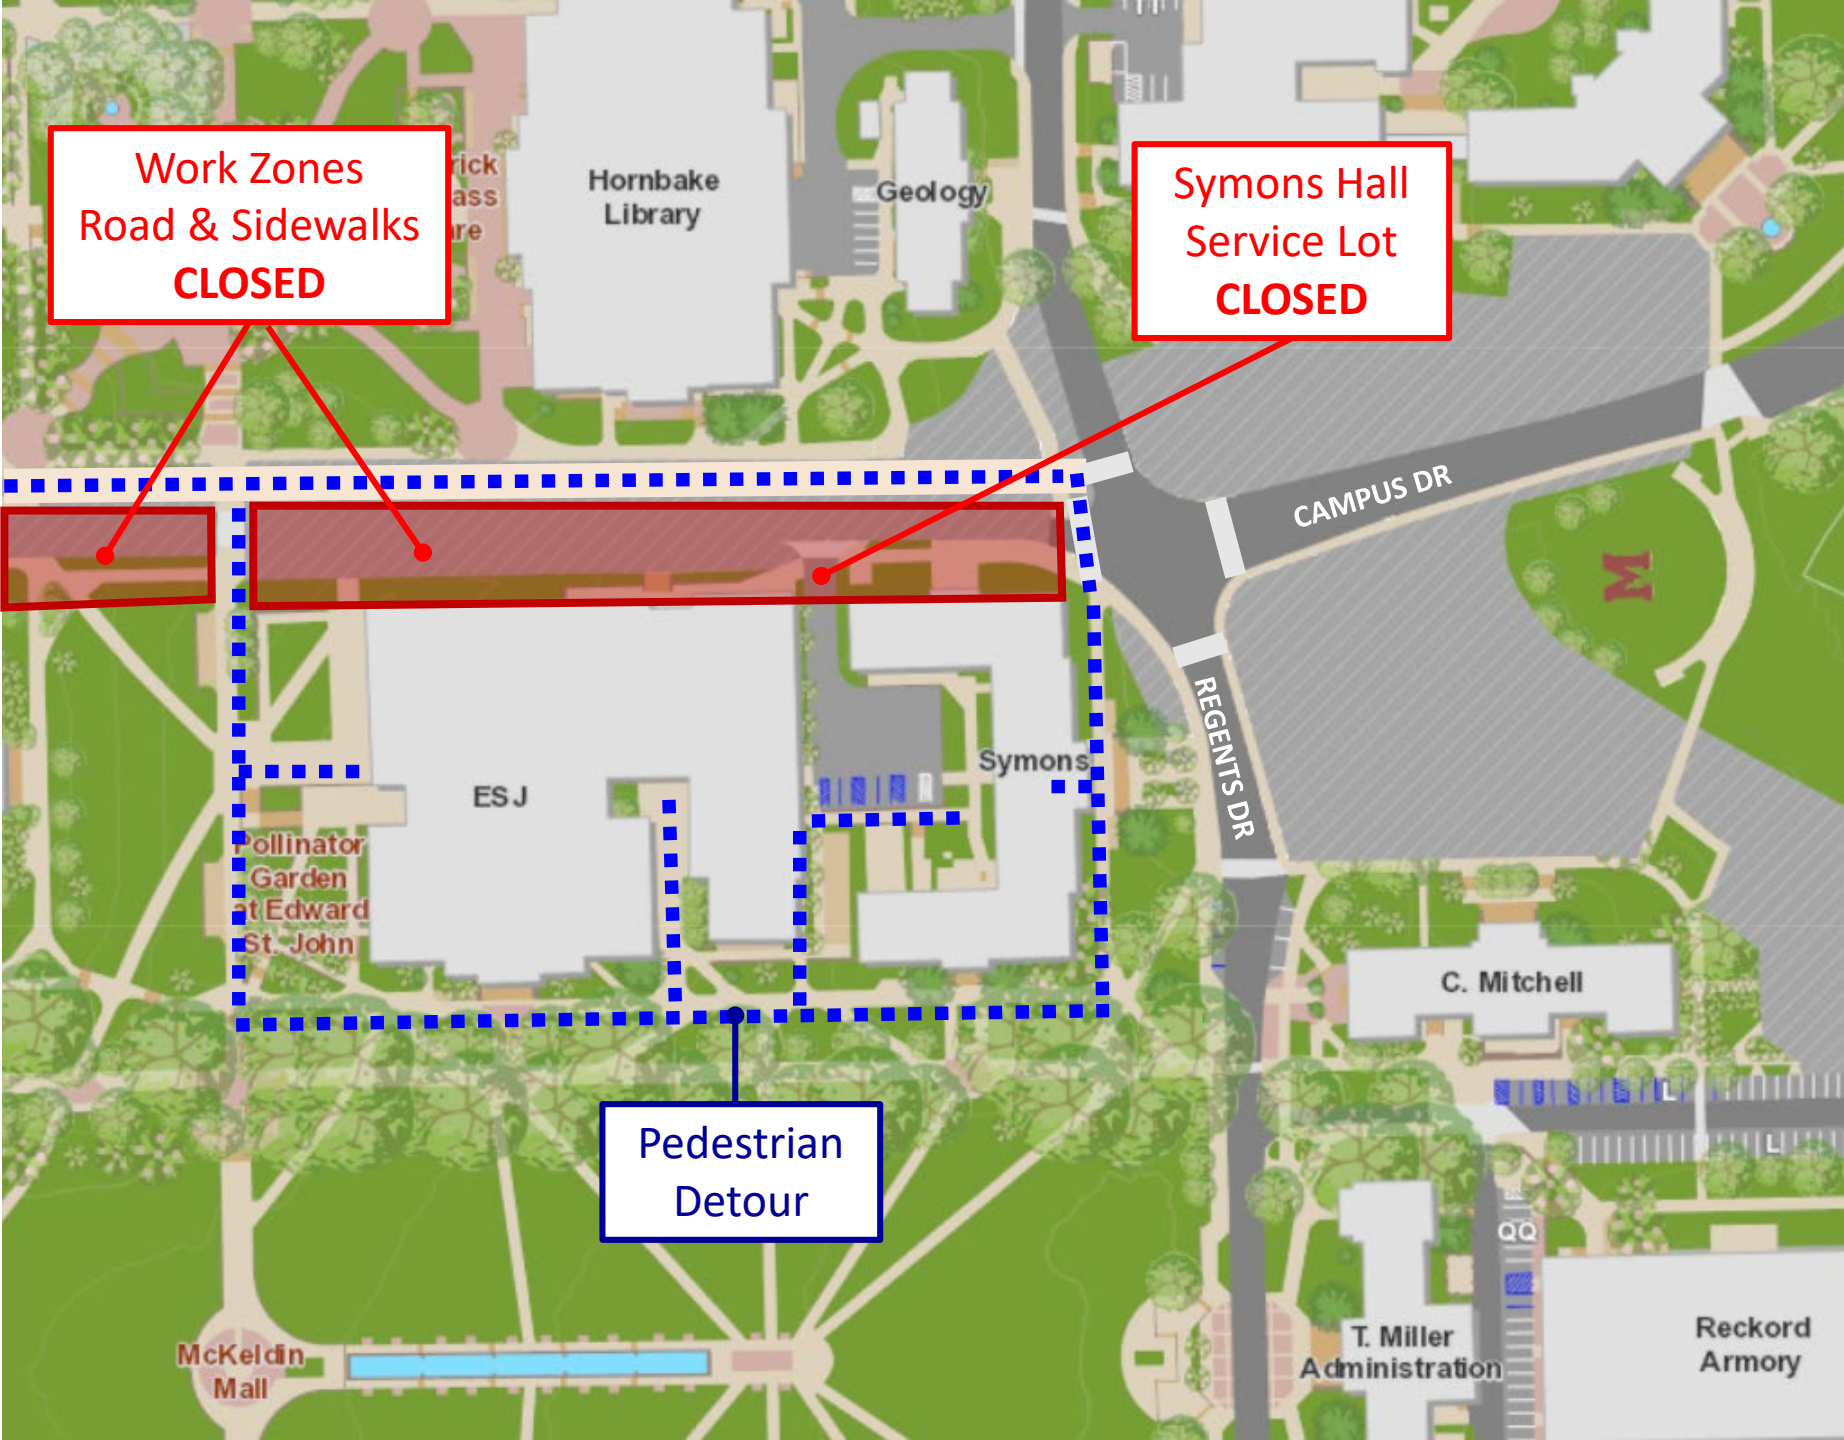 Work Zones
Road & Sidewalks
CLOSED
Hornbake
Library
Geology
Symons Hall
Service Lot
CLOSED
CAMPUS DR
M
REGENTS DR
Symons
ESJ
Pollinator
Garden
at Edward
St. John
C. Mitchell
Pedestrian
Detour
L
L
QQ
McKeldin
Mall
T. Miller
Administration
Reckord
Armory